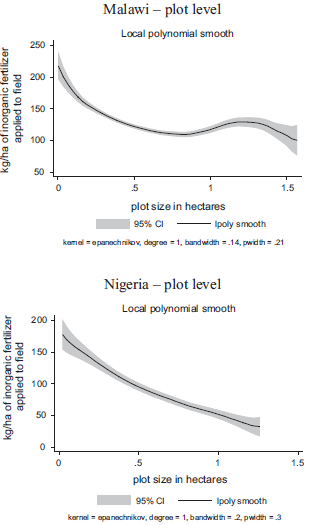 Malawi – plot level
Local polynomial smooth
kg/ha of inorganic fertilizer
applied to field
250
200
150
100
50
0
.5
1
1.5
plot size in hectares
95% CI
lpoly smooth
kernel = epanechnikov, degree = 1, bandwidth = .14, pwidth = .21
Nigeria – plot level
Local polynomial smooth
kg/ha of inorganic fertilizer
applied to field
200
150
100
50
0
0
.5
1
1.5
plot size in hectares
95% CI
lpoly smooth
kernel = epanechnikov, degree = 1, bandwidth = .2, pwidth = .3